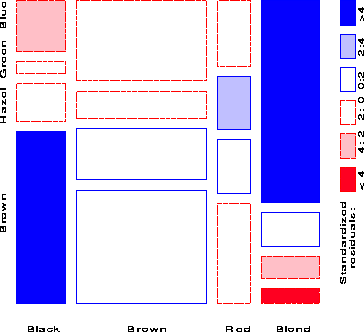 Blue
Green
Hazel
Brown
Black
Brown
Red
Blond
Standardized
residuals:
<-4
-4:-2
-2:0
0:2
2:4
>4